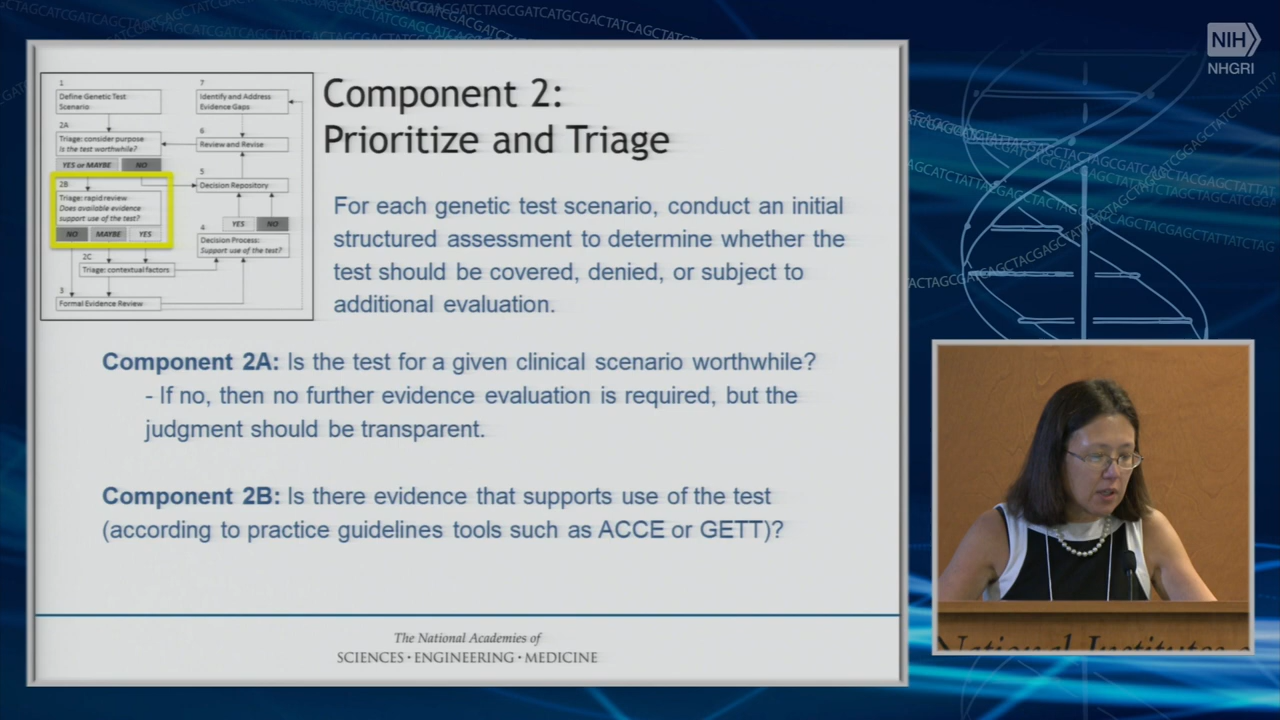 NIH
NHGRI
Component 2:
Prioritize and Triage
1
Define Genetic Test
Scenario
2A
Triage: consider purpose
Is the test worthwhile?
YES or MAYBE
NO
2B
Triage: rapid review
Does available evidence
support use of the test?
NO
MAYBE
YES
2C
Triage: contextual factors
3
Formal Evidence Review
7
Identify and Address
Evidence Gaps
6
Review and Revise
5
Decision Repository
YES
NO
4
Decision Process:
Support use of the test?
For each genetic test scenario, conduct an initial
structured assessment to determine whether the
test should be covered, denied, or subject to
additional evaluation.
Component 2A: Is the test for a given clinical scenario worthwhile?
- If no, then no further evidence evaluation is required, but the
judgment should be transparent.
Component 2B: Is there evidence that supports use of the test
(according to practice guidelines tools such as ACCE or GETT)?
The National Academies of
SCIENCES • ENGINEERING • MEDICINE
National Institutes